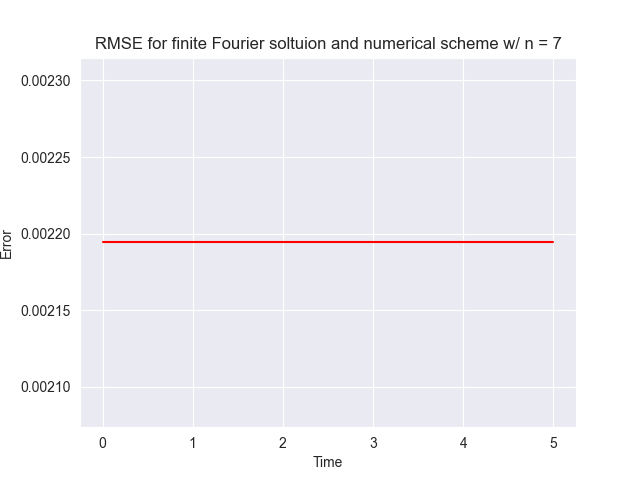 RMSE for finite Fourier soltuion and numerical scheme w/ n = 7
0.00230
0.00225
0.00220
0.00215
0.00210
Error
0 1 2 3 4 5
Time